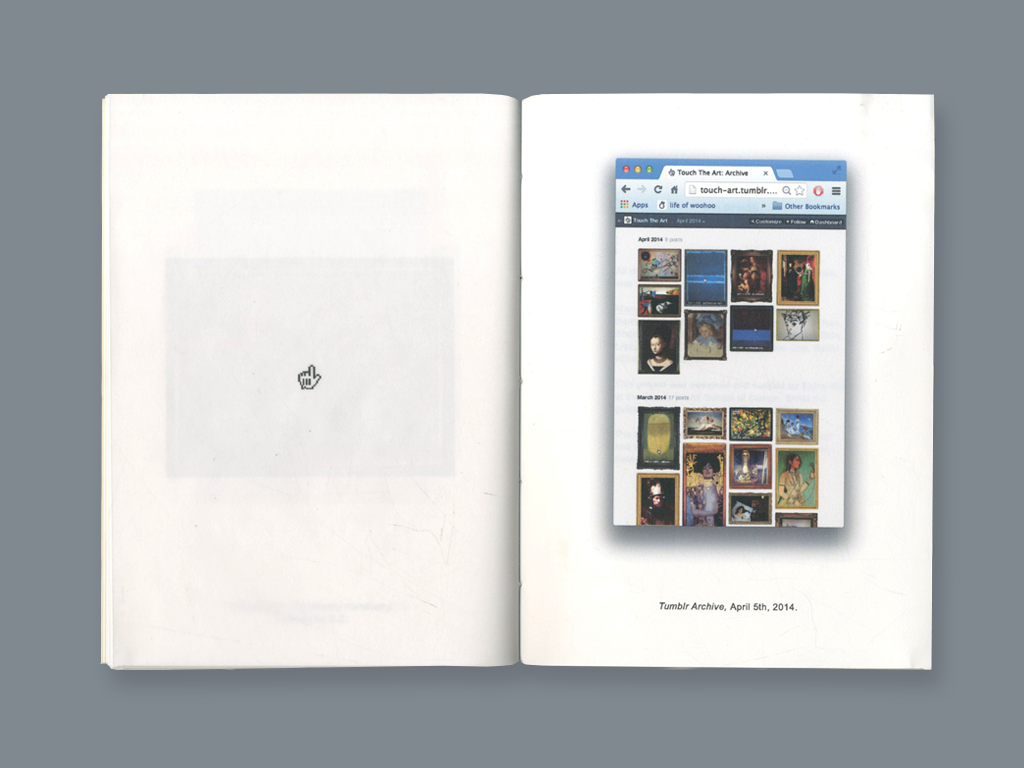 Touch The Art: Archive
touch-art.tumblr....
Apps life of woohoo » Other Bookmarks
Touch The Art April 2014 Customize Follow Dashboard
April 2014 9 posts
March 2014 17 posts
Tumblr Archive, April 5th, 2014.